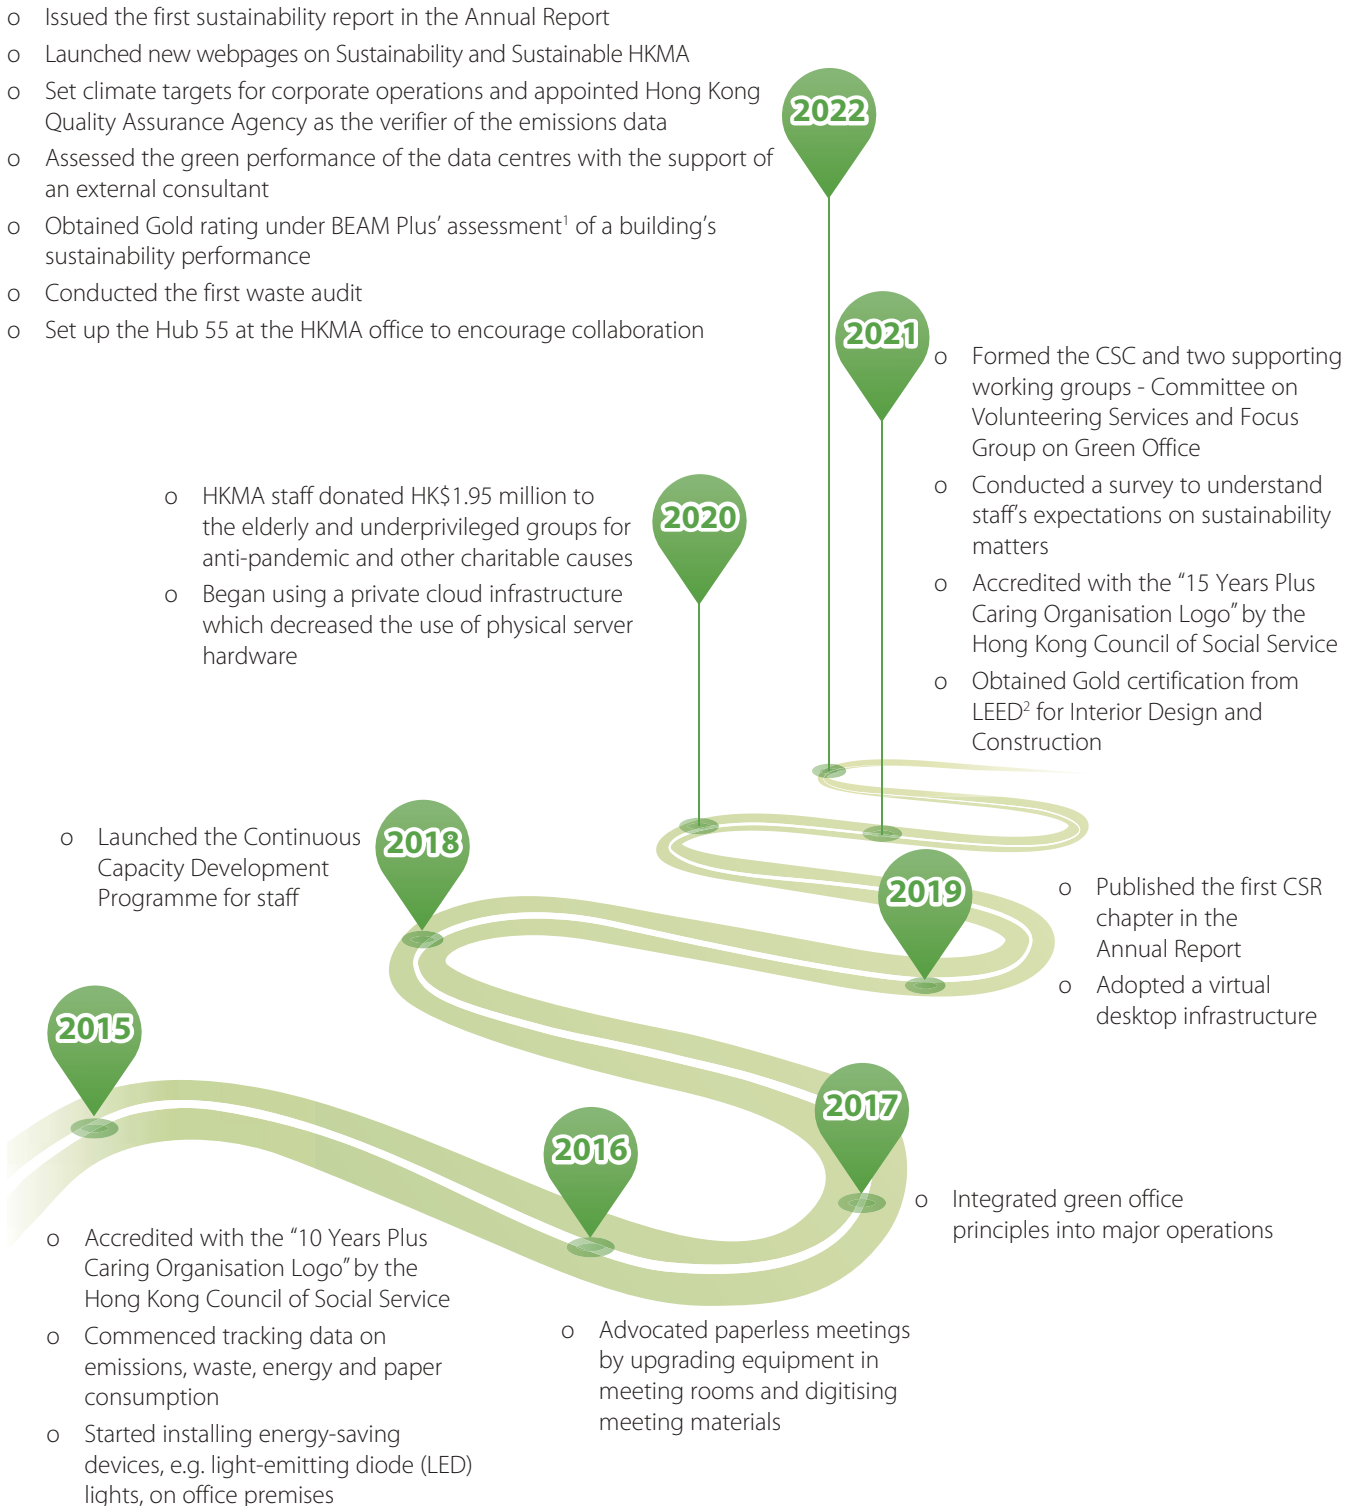 o Issued the first sustainability report in the Annual Report
o Launched new webpages on Sustainability and Sustainable HKMA
o Set climate targets for corporate operations and appointed Hong Kong
Quality Assurance Agency as the verifier of the emissions data
o Assessed the green performance of the data centres with the support of
an external consultant
o Obtained Gold rating under BEAM Plus’ assessment¹ of a building’s
sustainability performance
o Conducted the first waste audit
o Set up the Hub 55 at the HKMA office to encourage collaboration
2022
2021
o Formed the CSC and two supporting
working groups - Committee on
Volunteering Services and Focus
Group on Green Office
o Conducted a survey to understand
staff’s expectations on sustainability
matters
o Accredited with the “15 Years Plus
Caring Organisation Logo” by the
Hong Kong Council of Social Service
o Obtained Gold certification from
LEED² for Interior Design and
Construction
o HKMA staff donated HK$1.95 million to
the elderly and underprivileged groups for
anti-pandemic and other charitable causes
o Began using a private cloud infrastructure
which decreased the use of physical server
hardware
2020
o Launched the Continuous
Capacity Development
Programme for staff
2018
2019
o Published the first CSR
chapter in the
Annual Report
o Adopted a virtual
desktop infrastructure
2015
2016
2017
o Integrated green office
principles into major operations
o Accredited with the “10 Years Plus
Caring Organisation Logo” by the
Hong Kong Council of Social Service
o Commenced tracking data on
emissions, waste, energy and paper
consumption
o Started installing energy-saving
devices, e.g. light-emitting diode (LED)
lights, on office premises
o Advocated paperless meetings
by upgrading equipment in
meeting rooms and digitising
meeting materials